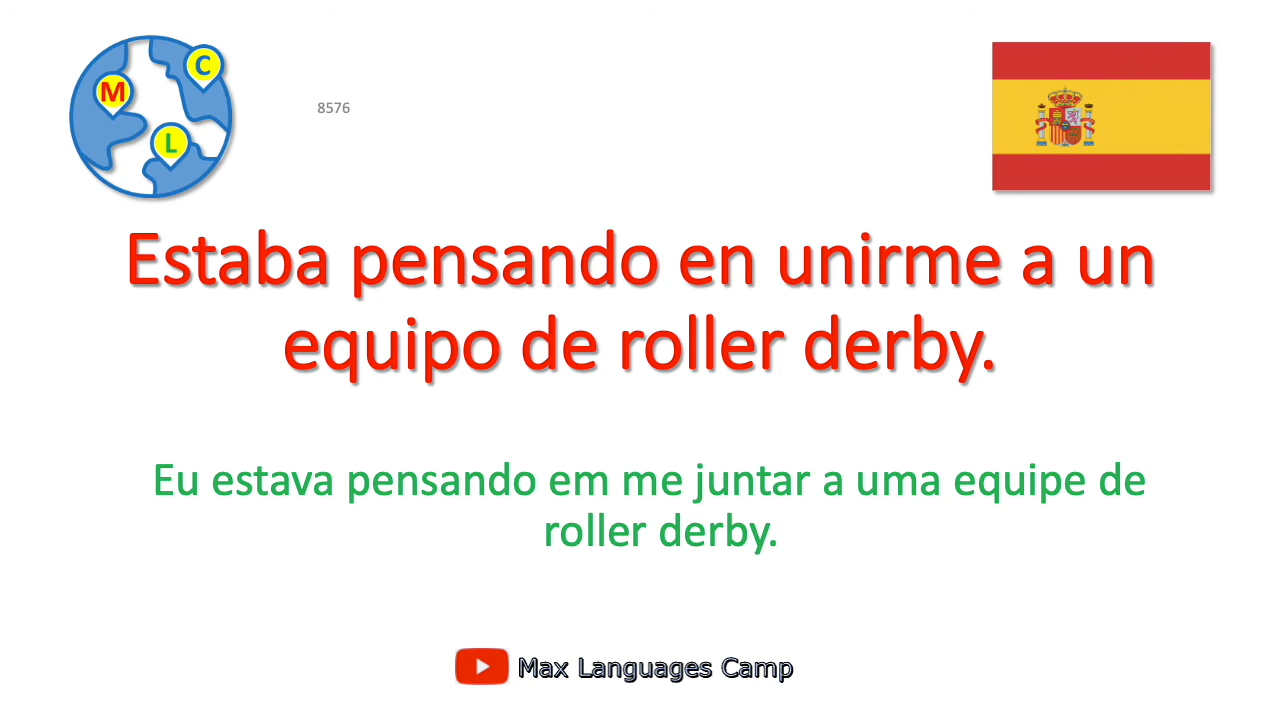 C
M
L
8576
Estaba pensando en unirme a un
equipo de roller derby.
Eu estava pensando em me juntar a uma equipe de
roller derby.
Max Languages Camp